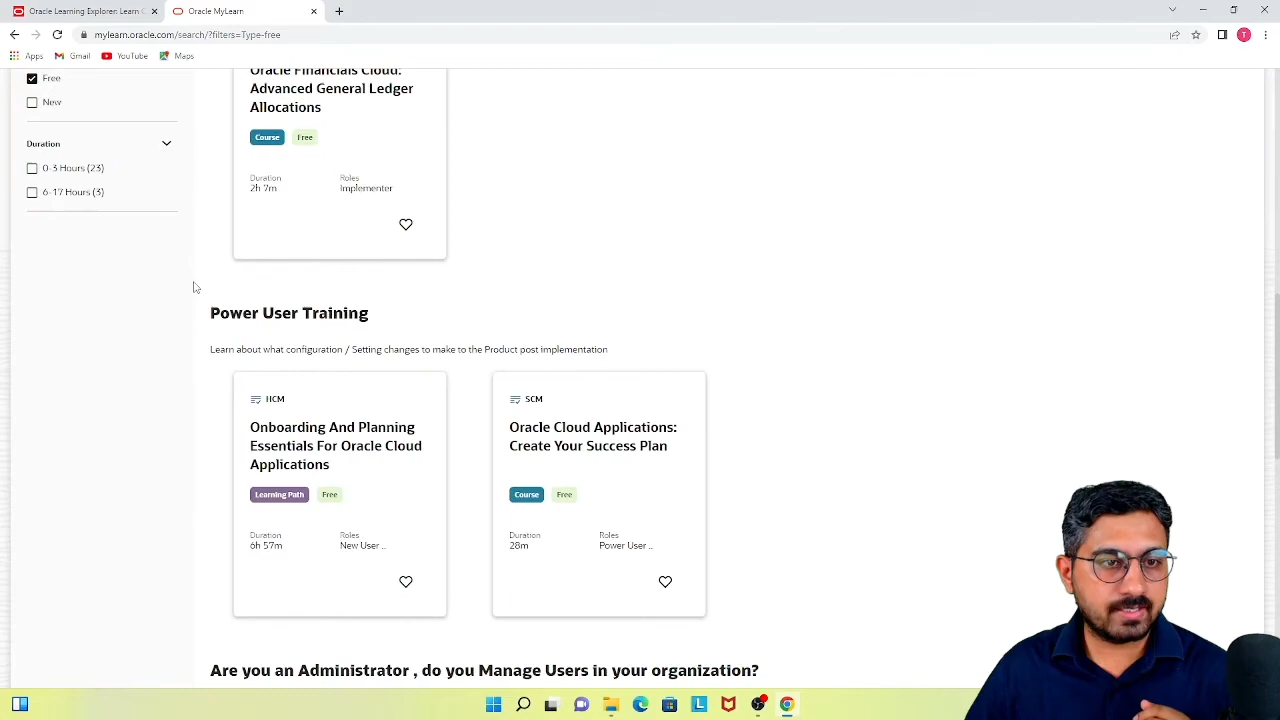 Oracle Learning Explorer: Learn C
Oracle MyLearn
mylearn.oracle.com/search/?filters=Type-free
T
Apps
Gmail
YouTube
Maps
Free
New
Duration
0-3 Hours (23)
6-17 Hours (3)
Oracle Financials Cloud:
Advanced General Ledger
Allocations
Course
Free
Duration
Roles
2h 7m
Implementer
Power User Training
Learn about what configuration / Setting changes to make to the Product post implementation
HCM
Onboarding And Planning
Essentials For Oracle Cloud
Applications
Learning Path
Free
Duration
Roles
6h 57m
New User ..
SCM
Oracle Cloud Applications:
Create Your Success Plan
Course
Free
Duration
Roles
28m
Power User ..
Are you an Administrator , do you Manage Users in your organization?
L